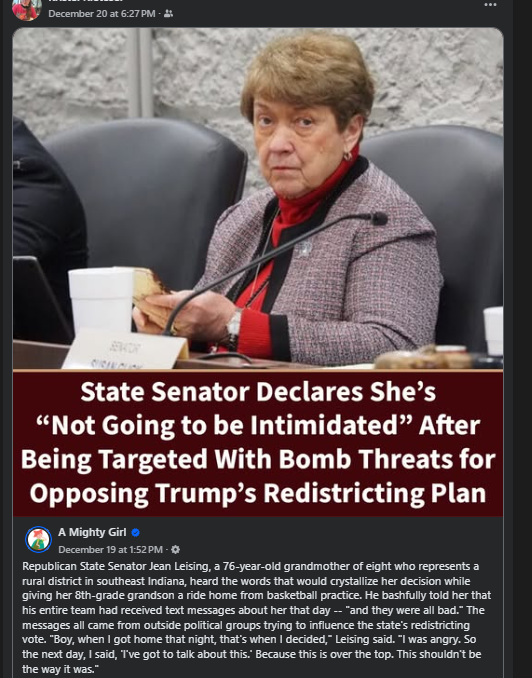 December 20 at 6:27 PM ·
State Senator Declares She's
"Not Going to be Intimidated" After
Being Targeted With Bomb Threats for
Opposing Trump's Redistricting Plan
A Mighty Girl
December 19 at 1:52 PM ·
Republican State Senator Jean Leising, a 76-year-old grandmother of eight who represents a
rural district in southeast Indiana, heard the words that would crystallize her decision while
giving her 8th-grade grandson a ride home from basketball practice. He bashfully told her that
his entire team had received text messages about her that day -- "and they were all bad." The
messages all came from outside political groups trying to influence the state's redistricting
vote. "Boy, when I got home that night, that's when I decided," Leising said. "I was angry. So
the next day, I said, 'I've got to talk about this.' Because this is over the top. This shouldn't be
the way it was."